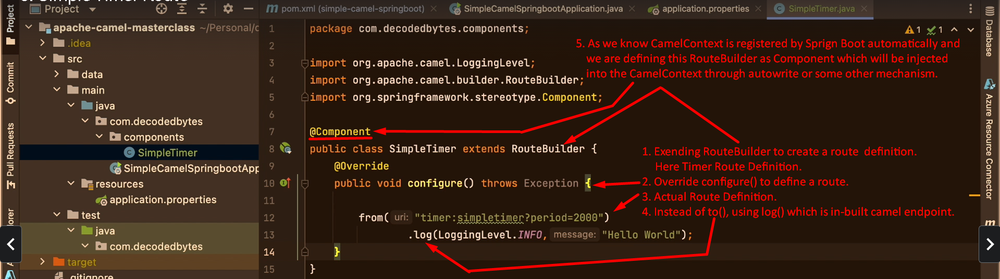 3. Simple Timer Route
Project
pom.xml (simple-camel-springboot)
SimpleCamelSpringbootApplication.java
application.properties
SimpleTimer.java
Project
Commit
Pull Requests
apache-camel-masterclass ~/Personal/c
.idea
src
data
main
java
com.decodedbytes
components
SimpleTimer
SimpleCamelSpringbootApp
resources
application.properties
test
java
com.decodedbytes
target
.gitignore
1 package com.decodedbytes.components;
2
3 import org.apache.camel.LoggingLevel;
4 import org.apache.camel.builder.RouteBuilder;
5 import org.springframework.stereotype.Component;
6
7 @Component
8 public class SimpleTimer extends RouteBuilder {
9 @Override
10 public void configure() throws Exception {
11
12 from( uri: "timer:simpletimer?period=2000")
13 .log(LoggingLevel.INFO, message: "Hello World");
14 }
15 }
1 1
5. As we know CamelContext is registered by Sprign Boot automatically and
we are defining this RouteBuilder as Component which will be injected
into the CamelContext through autowrite or some other mechanism.
1. Exending RouteBuilder to create a route definition.
Here Timer Route Definition.
2. Override configure() to define a route.
3. Actual Route Definition.
4. Instead of to(), using log() which is in-built camel endpoint.
Database
Azure Resource Connector